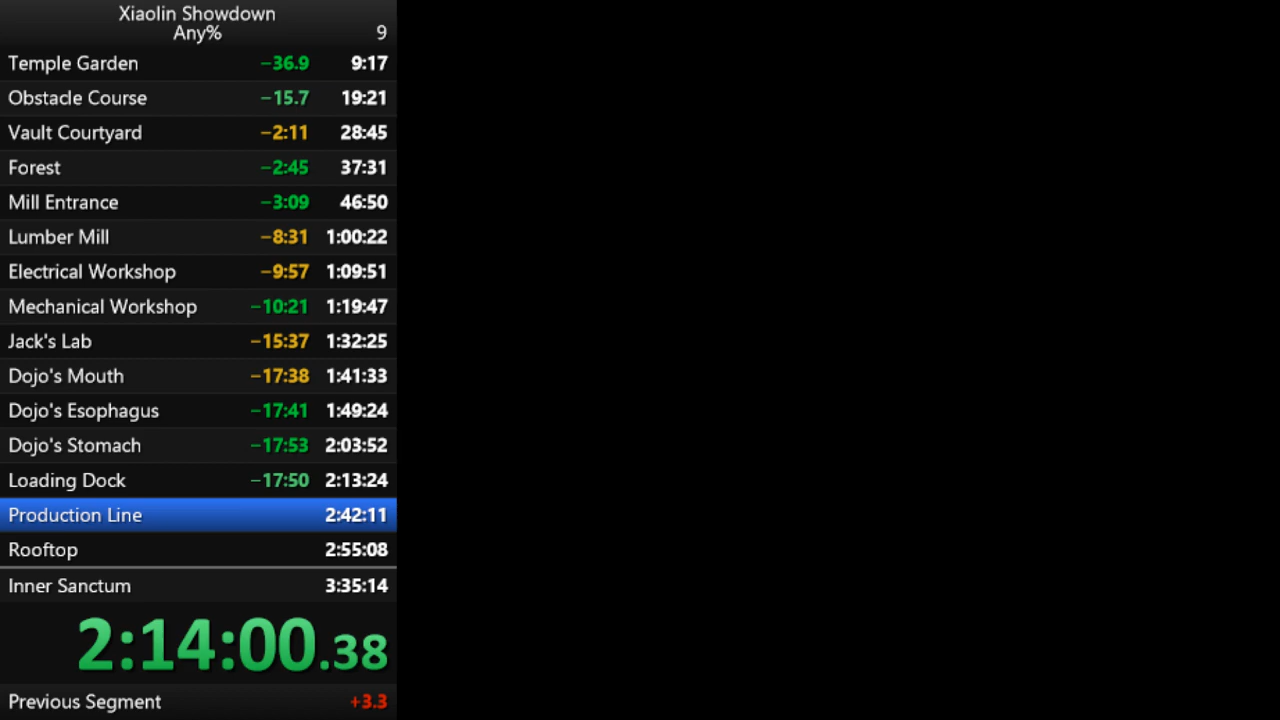 Xiaolin Showdown
Any% 9
Temple Garden −36.9 9:17
Obstacle Course −15.7 19:21
Vault Courtyard −2:11 28:45
Forest −2:45 37:31
Mill Entrance −3:09 46:50
Lumber Mill −8:31 1:00:22
Electrical Workshop −9:57 1:09:51
Mechanical Workshop −10:21 1:19:47
Jack's Lab −15:37 1:32:25
Dojo's Mouth −17:38 1:41:33
Dojo's Esophagus −17:41 1:49:24
Dojo's Stomach −17:53 2:03:52
Loading Dock −17:50 2:13:24
Production Line 2:42:11
Rooftop 2:55:08
Inner Sanctum 3:35:14
2:14:00.38
Previous Segment +3.3